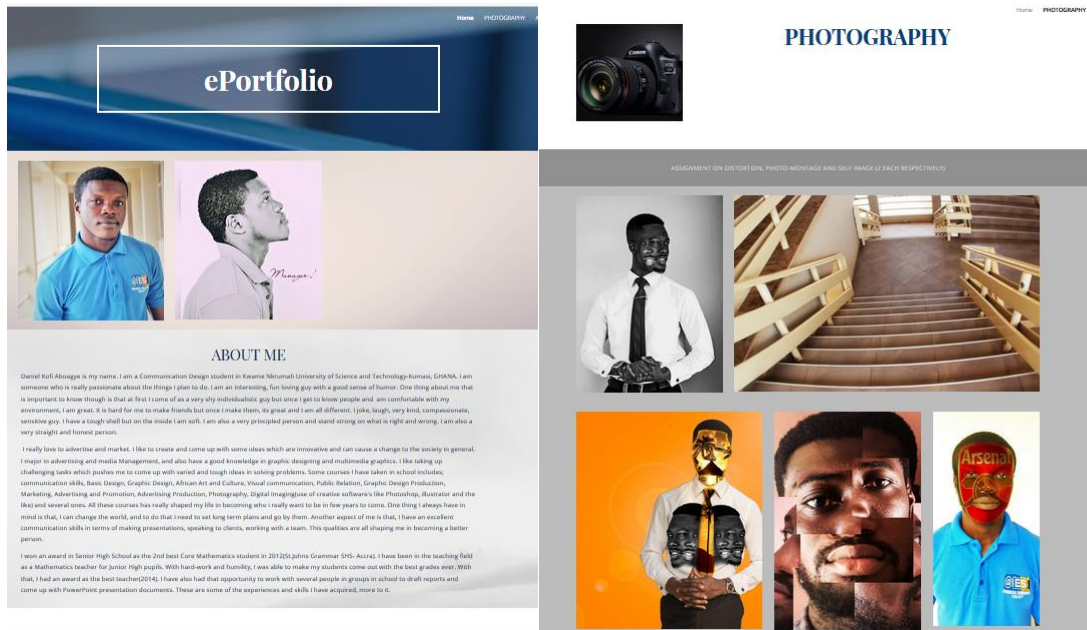 Home PHOTOGRAPHY A
ePortfolio
Manager!
ABOUT ME
Daniel Kofi Aboagye is my name. I am a Communication Design student in Kwame Nkrumah University of Science and Technology-Kumasi, GHANA. I am
someone who is really passionate about the things I plan to do. I am an interesting, fun loving guy with a good sense of humor. One thing about me that
is important to know though is that at first I come of as a very shy individualistic guy but once I get to know people and am comfortable with my
environment, I am great. It is hard for me to make friends but once I make them, its great and I am all different. I joke, laugh, very kind, compassionate,
sensitive guy. I have a tough shell but on the inside I am soft. I am also a very principled person and stand strong on what is right and wrong. I am also a
very straight and honest person.
I really love to advertise and market. I like to create and come up with some ideas which are innovative and can cause a change to the society in general.
I major in advertising and media Management, and also have a good knowledge in graphic designing and multimedia graphics. I like taking up
challenging tasks which pushes me to come up with varied and tough ideas in solving problems. Some courses I have taken in school includes;
communication skills, Basic Design, Graphic Design, African Art and Culture, Visual communication, Public Relation, Graphic Design Production,
Marketing, Advertising and Promotion, Advertising Production, Photography, Digital Imaging(use of creative software's like Photoshop, illustrator and the
like) and several ones. All these courses has really shaped my life in becoming who i really want to be in few years to come. One thing I always have in
mind is that, I can change the world, and to do that I need to set long term plans and go by them. Another aspect of me is that, I have an excellent
communication skills in terms of making presentations, speaking to clients, working with a team. This qualities are all shaping me in becoming a better
person.
I won an award in Senior High School as the 2nd best Core Mathematics student in 2012(St.Johns Grammar SHS- Accra). I have been in the teaching field
as a Mathematics teacher for Junior High pupils. With hard-work and humility, I was able to make my students come out with the best grades ever. With
that, I had an award as the best teacher(2014). I have also had that opportunity to work with several people in groups in school to draft reports and
come up with PowerPoint presentation documents. These are some of the experiences and skills I have acquired, more to it.
Home PHOTOGRAPHY
PHOTOGRAPHY
Canon
ASSIGNMENT ON DISTORTION, PHOTO-MONTAGE AND SELF IMAGE(2 EACH RESPECTIVELY)
Arsenal